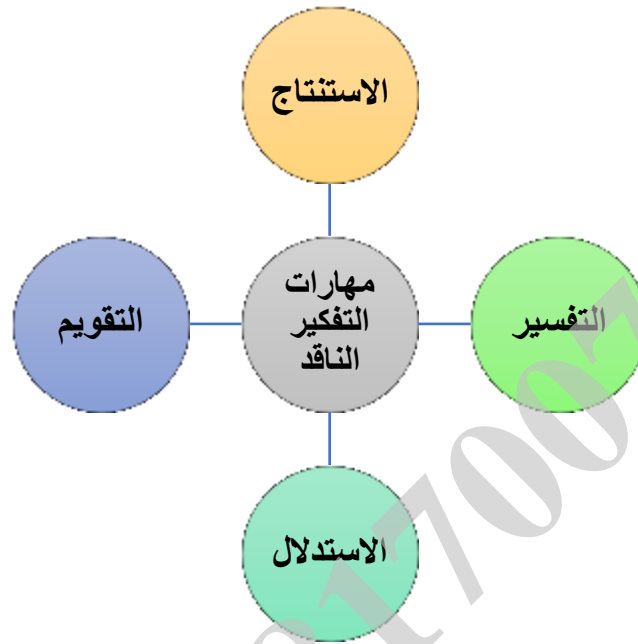 الاستنتاج
مهارات
التفكير
الناقد
التفسير
التقويم
الاستدلال